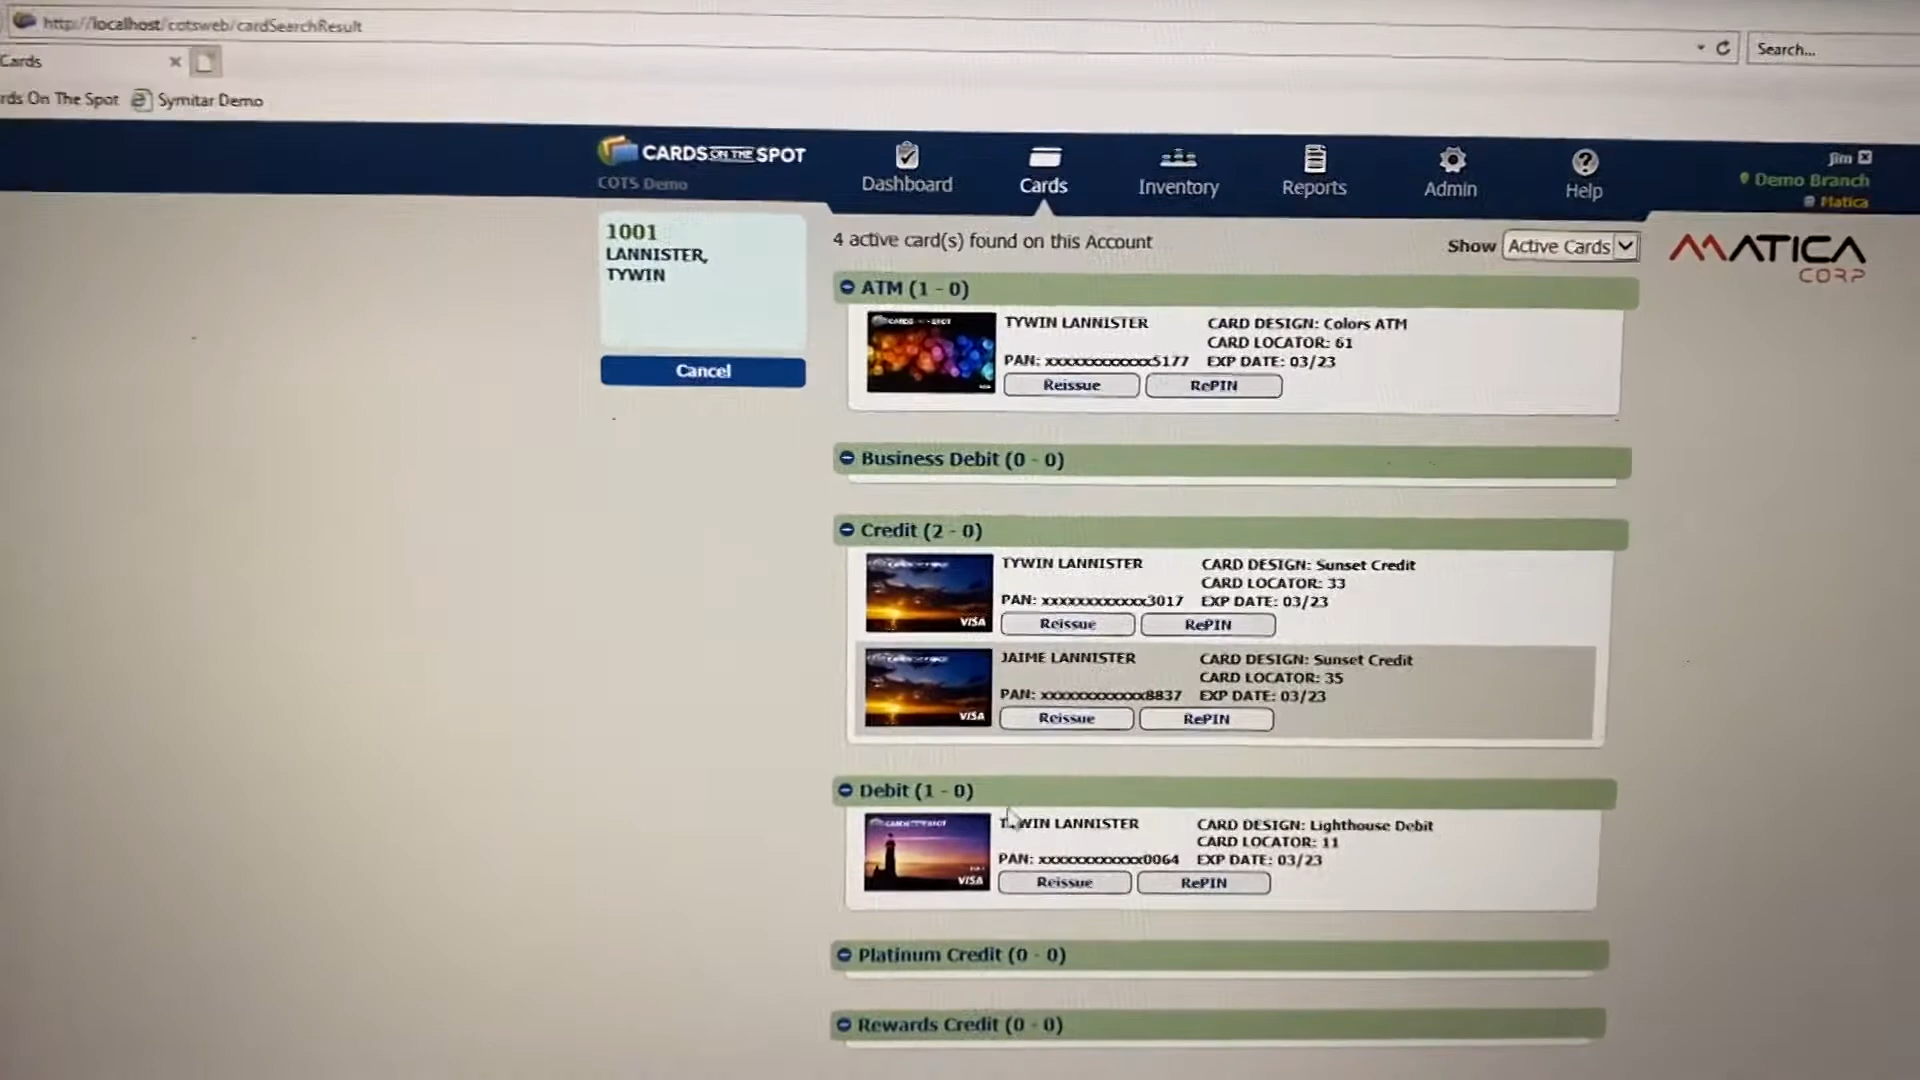 http://localhost/cotsweb/cardSearchResult
Search...
Cards
rds On The Spot
Symitar Demo
CARDS ON THE SPOT
COTS Demo
Dashboard
Cards
Inventory
Reports
Admin
Help
Jim
Demo Branch
Matica
1001
LANNISTER,
TYWIN
Cancel
4 active card(s) found on this Account
Show Active Cards
MATICA
CORP
ATM (1 - 0)
TYWIN LANNISTER
CARD DESIGN: Colors ATM
CARD LOCATOR: 61
PAN: xxxxxxxxxxxx5177 EXP DATE: 03/23
Reissue RePIN
Business Debit (0 - 0)
Credit (2 - 0)
VISA
TYWIN LANNISTER
CARD DESIGN: Sunset Credit
CARD LOCATOR: 33
PAN: xxxxxxxxxxxx3017 EXP DATE: 03/23
Reissue RePIN
VISA
JAIME LANNISTER
CARD DESIGN: Sunset Credit
CARD LOCATOR: 35
PAN: xxxxxxxxxxxx8837 EXP DATE: 03/23
Reissue RePIN
Debit (1 - 0)
VISA
TYWIN LANNISTER
CARD DESIGN: Lighthouse Debit
CARD LOCATOR: 11
PAN: xxxxxxxxxxxx0064 EXP DATE: 03/23
Reissue RePIN
Platinum Credit (0 - 0)
Rewards Credit (0 - 0)